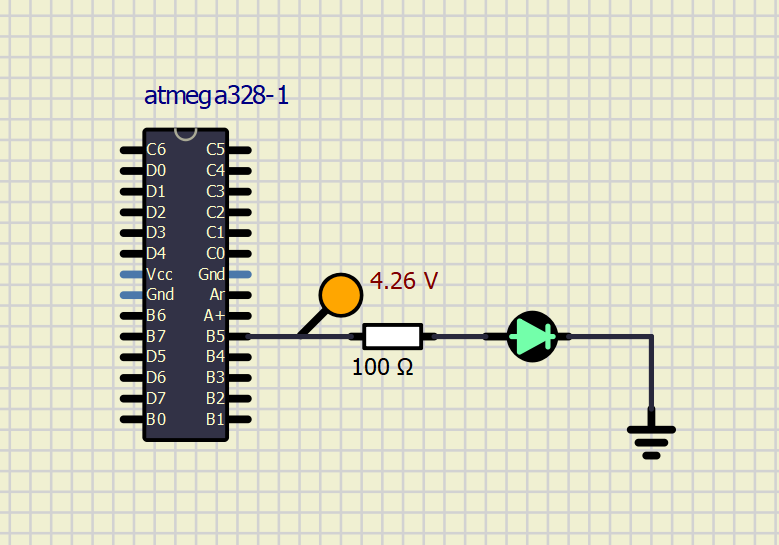 atmega328-1
C6 C5
D0 C4
D1 C3
D2 C2
D3 C1
D4 C0
Vcc Gnd
Gnd Ar
B6 A+
B7 B5
D5 B4
D6 B3
D7 B2
B0 B1
4.26 V
100 Ω